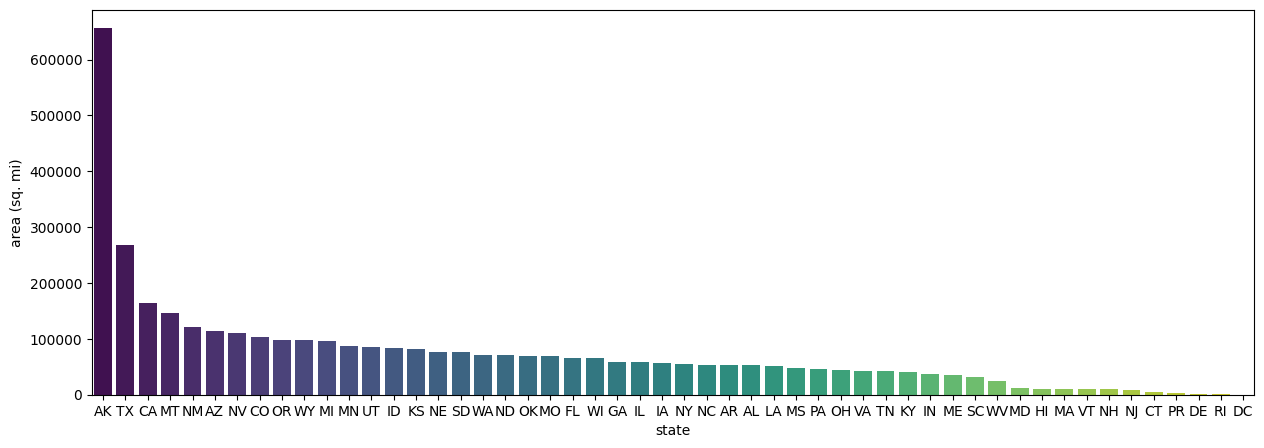 600000
500000
400000
300000
200000
100000
0
area (sq. mi)
AK TX CA MT NM AZ NV CO OR WY MI MN UT ID KS NE SD WA ND OK MO FL WI GA IL IA NY NC AR AL LA MS PA OH VA TN KY IN ME SC WV MD HI MA VT NH NJ CT PR DE RI DC
state